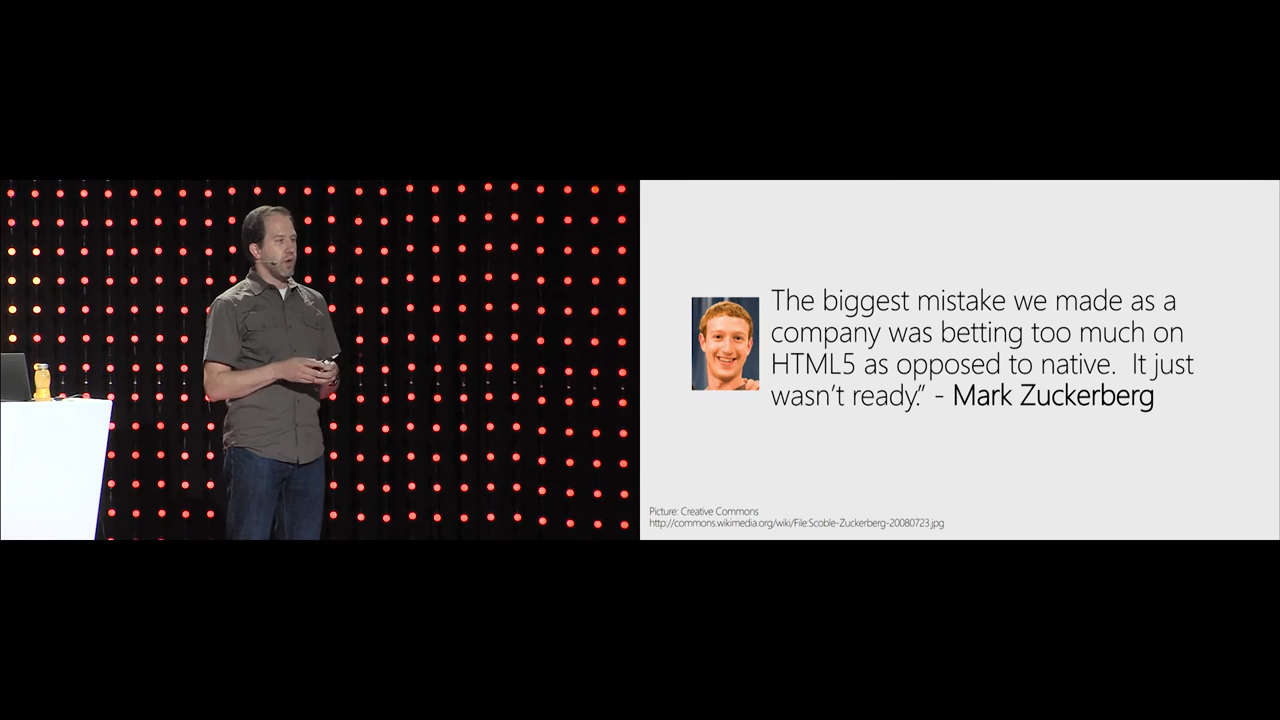 The biggest mistake we made as a
company was betting too much on
HTML5 as opposed to native.  It just
wasn't ready.” - Mark Zuckerberg
Picture: Creative Commons
http://commons.wikimedia.org/wiki/File:Scoble-Zuckerberg-20080723.jpg